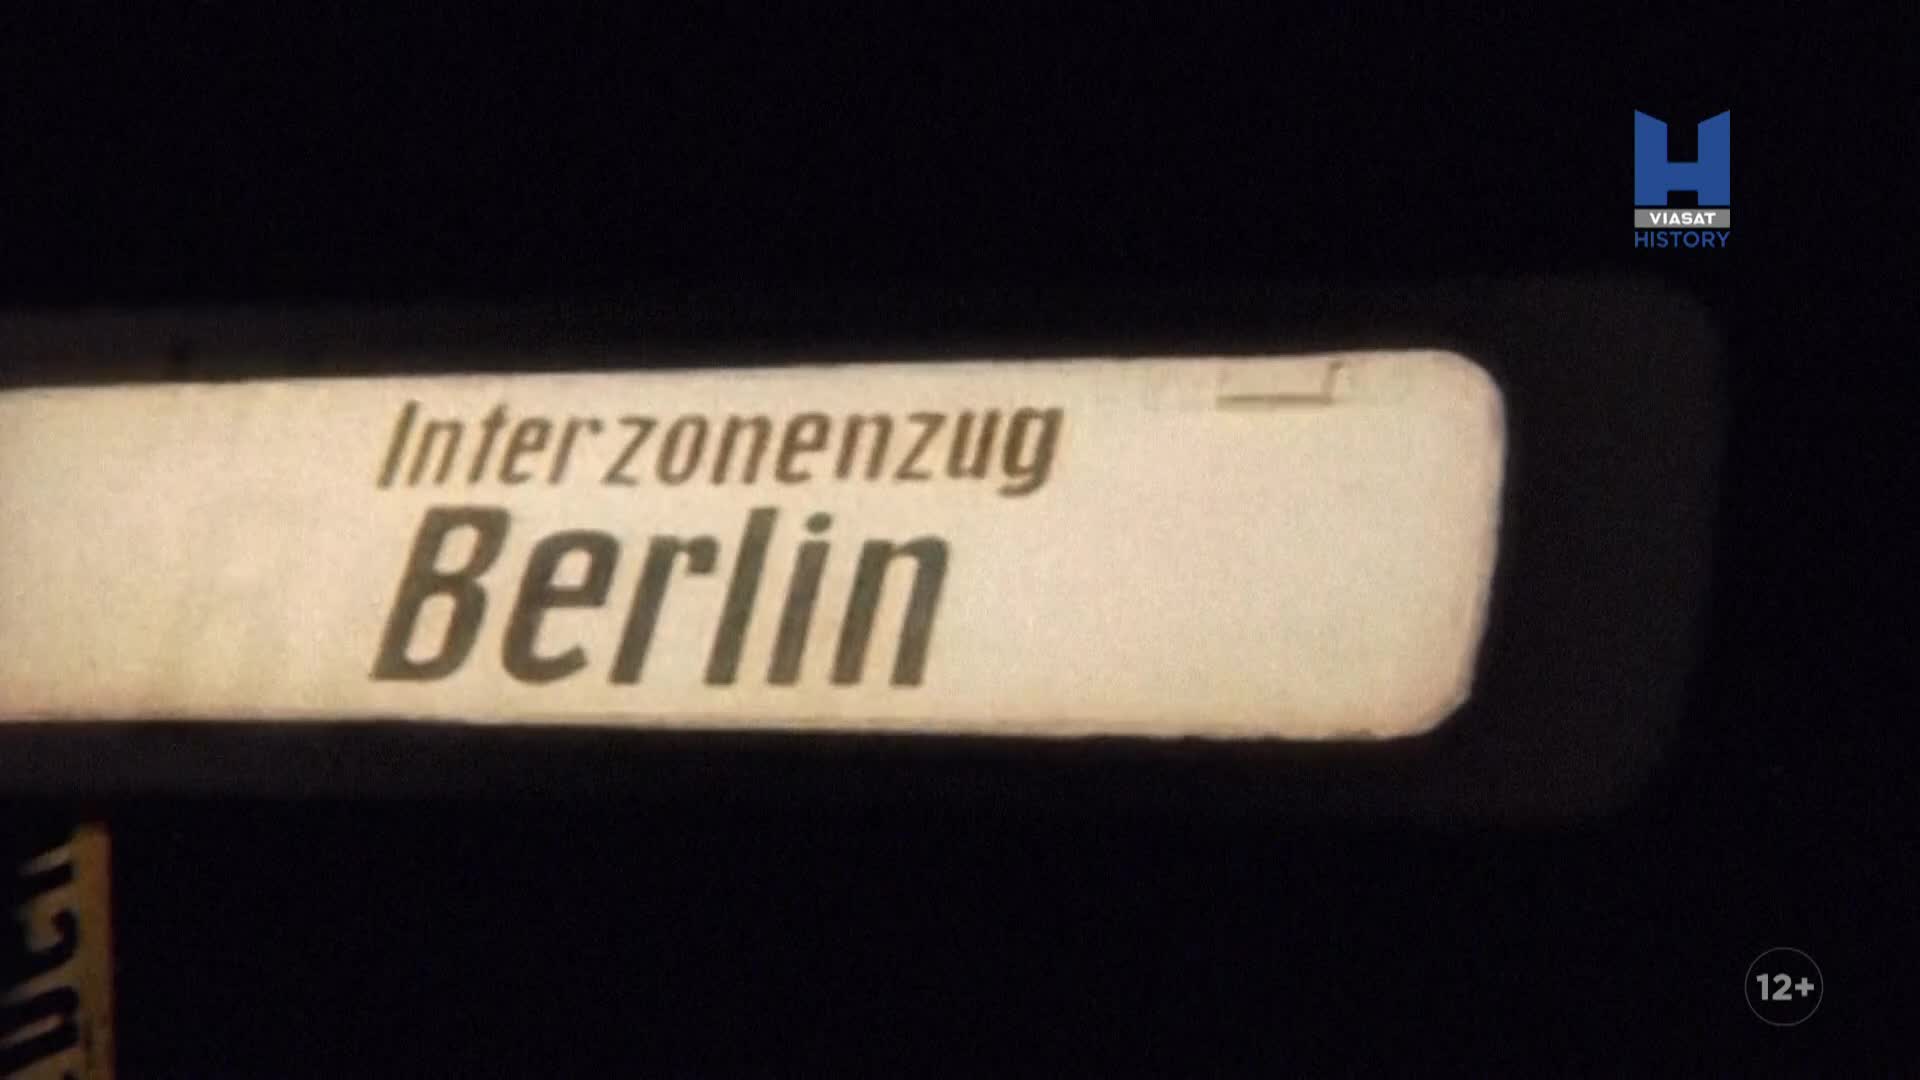 VIASAT
HISTORY
Interzonenzug
Berlin
12+